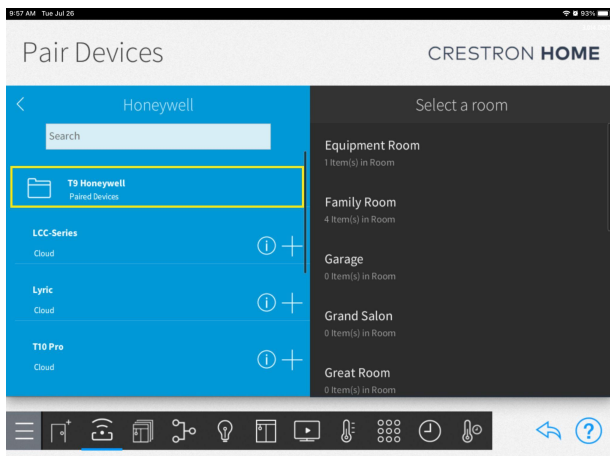 9:57 AM Tue Jul 26
93%
Pair Devices
CRESTRON HOME
Honeywell
Search
T9 Honeywell
Paired Devices
LCC-Series
Cloud
Lyric
Cloud
T10 Pro
Cloud
Select a room
Equipment Room
1 Item(s) in Room
Family Room
4 Item(s) in Room
Garage
0 Item(s) in Room
Grand Salon
0 Item(s) in Room
Great Room
0 Item(s) in Room